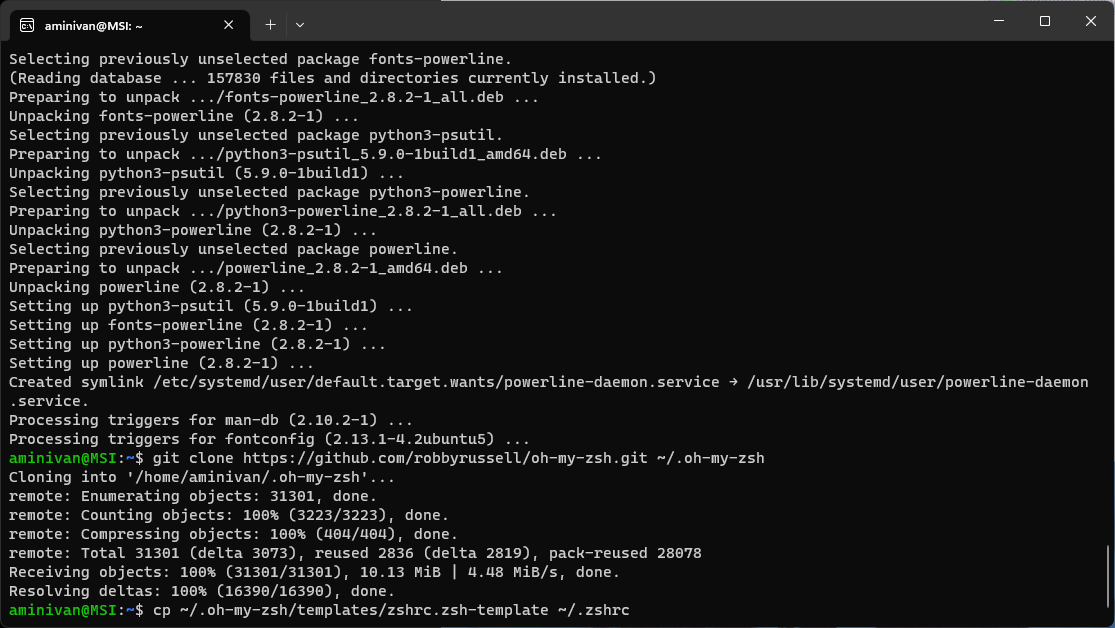 aminivan@MSI: ~
Selecting previously unselected package fonts-powerline.
(Reading database ... 157830 files and directories currently installed.)
Preparing to unpack .../fonts-powerline_2.8.2-1_all.deb ...
Unpacking fonts-powerline (2.8.2-1) ...
Selecting previously unselected package python3-psutil.
Preparing to unpack .../python3-psutil_5.9.0-1build1_amd64.deb ...
Unpacking python3-psutil (5.9.0-1build1) ...
Selecting previously unselected package python3-powerline.
Preparing to unpack .../python3-powerline_2.8.2-1_all.deb ...
Unpacking python3-powerline (2.8.2-1) ...
Selecting previously unselected package powerline.
Preparing to unpack .../powerline_2.8.2-1_amd64.deb ...
Unpacking powerline (2.8.2-1) ...
Setting up python3-psutil (5.9.0-1build1) ...
Setting up fonts-powerline (2.8.2-1) ...
Setting up python3-powerline (2.8.2-1) ...
Setting up powerline (2.8.2-1) ...
Created symlink /etc/systemd/user/default.target.wants/powerline-daemon.service → /usr/lib/systemd/user/powerline-daemon
.service.
Processing triggers for man-db (2.10.2-1) ...
Processing triggers for fontconfig (2.13.1-4.2ubuntu5) ...
aminivan@MSI:~$ git clone https://github.com/robbyrussell/oh-my-zsh.git ~/.oh-my-zsh
Cloning into '/home/aminivan/.oh-my-zsh'...
remote: Enumerating objects: 31301, done.
remote: Counting objects: 100% (3223/3223), done.
remote: Compressing objects: 100% (404/404), done.
remote: Total 31301 (delta 3073), reused 2836 (delta 2819), pack-reused 28078
Receiving objects: 100% (31301/31301), 10.13 MiB | 4.48 MiB/s, done.
Resolving deltas: 100% (16390/16390), done.
aminivan@MSI:~$ cp ~/.oh-my-zsh/templates/zshrc.zsh-template ~/.zshrc